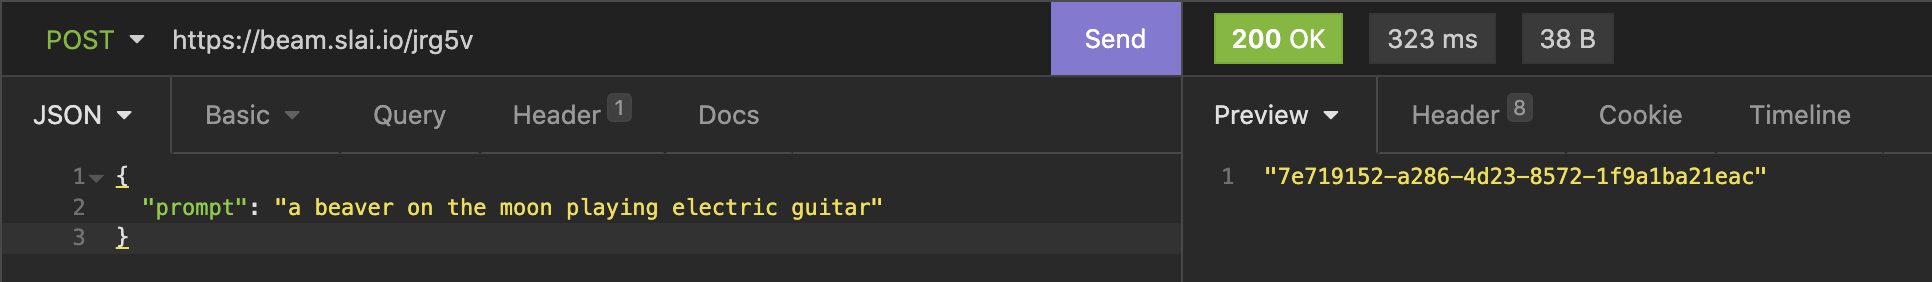 POST https://beam.slai.io/jrg5v Send 200 OK 323 ms 38 B
JSON Basic Query Header 1 Docs Preview Header 8 Cookie Timeline
1 {
2 "prompt": "a beaver on the moon playing electric guitar"
3 }
1 "7e719152-a286-4d23-8572-1f9a1ba21eac"